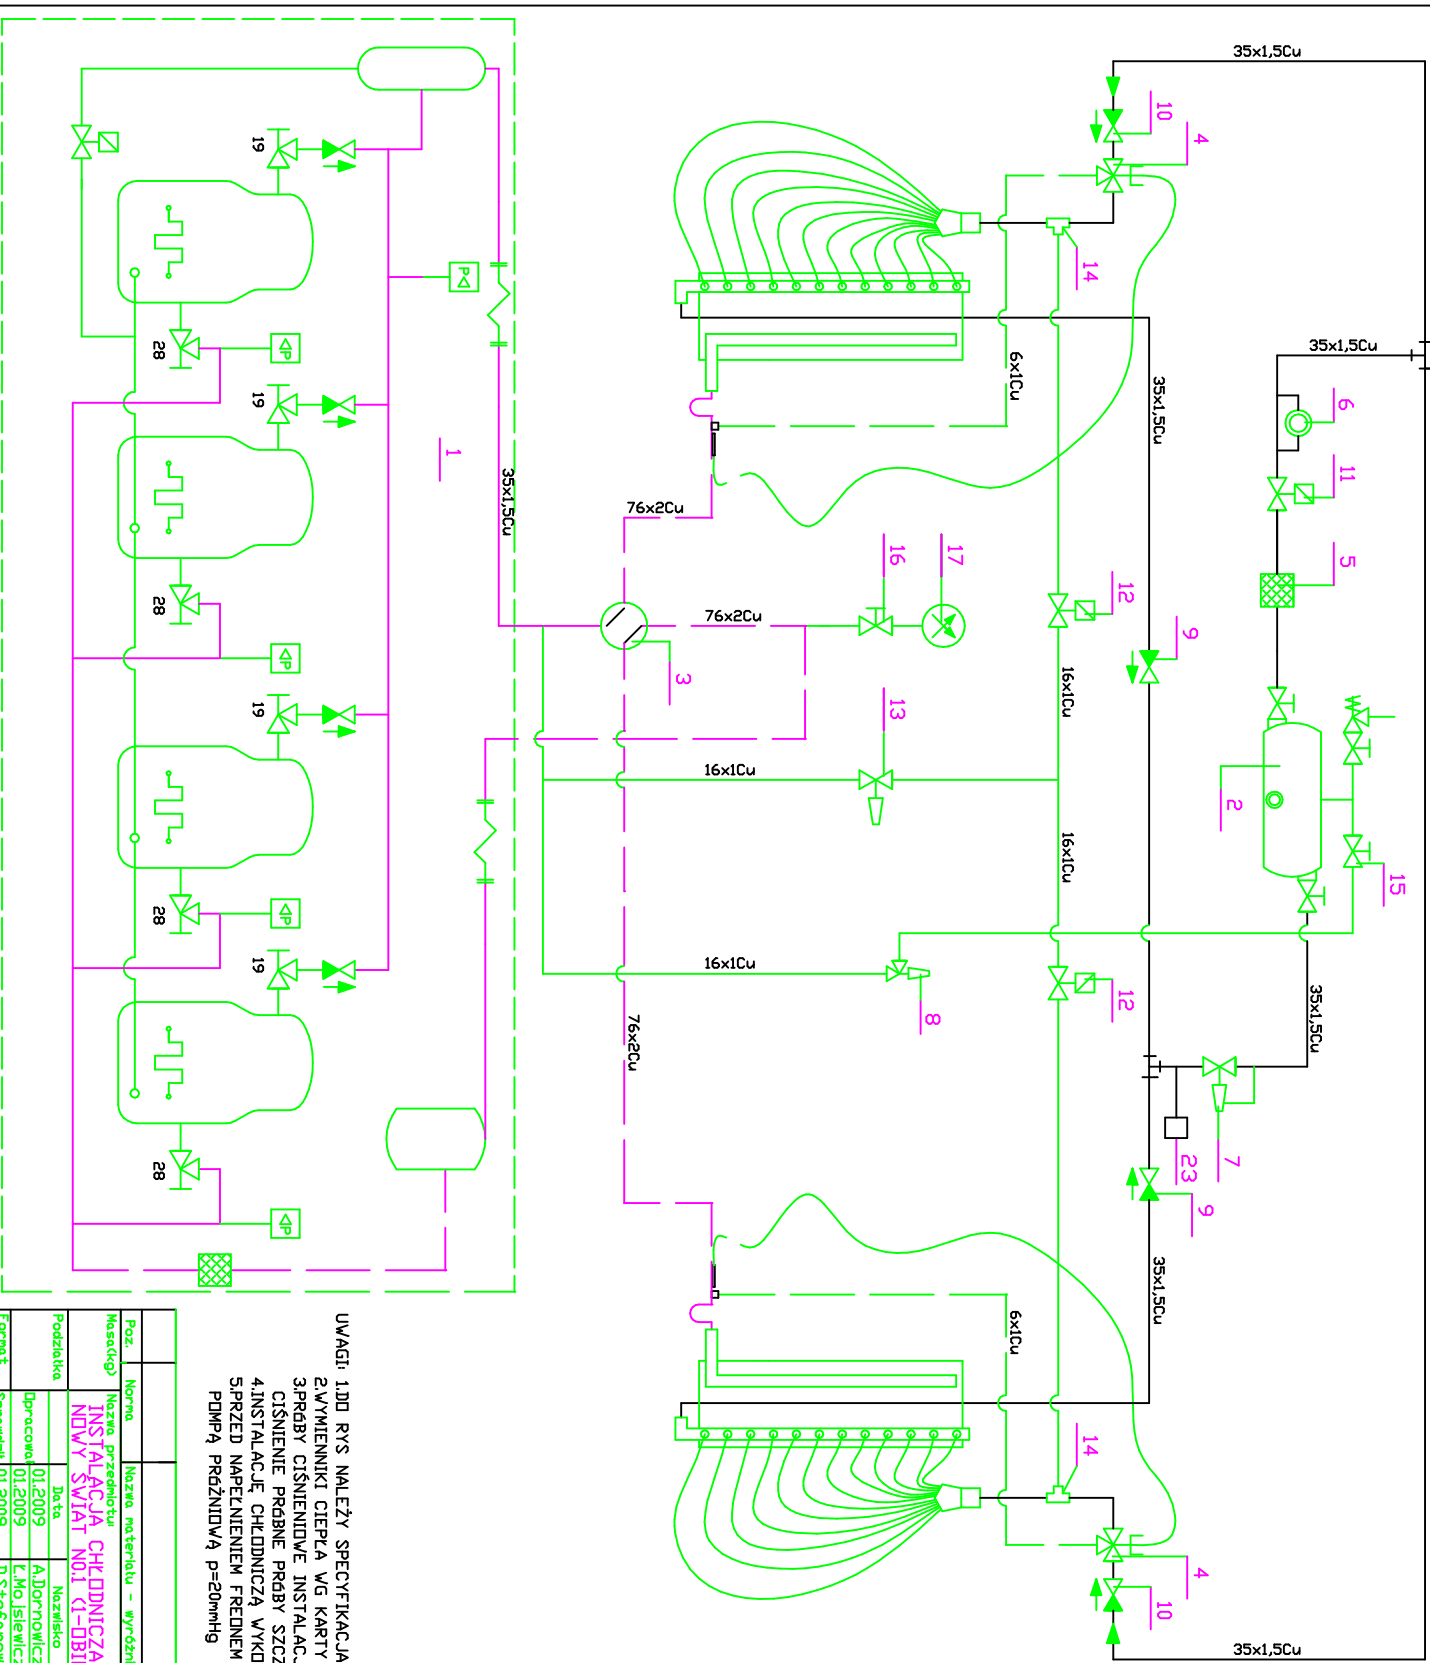 35x1,5Cu
10
4
14
35x1,5Cu
6
11
5
6x1Cu
35x1,5Cu
19
P
28
P
19
1
35x1,5Cu
76x2Cu
16
17
12
9
28
P
76x2Cu
3
16x1Cu
13
19
16x1Cu
2
16x1Cu
15
28
P
19
16x1Cu
8
12
35x1,5Cu
76x2Cu
23
7
28
P
9
35x1,5Cu
6x1Cu
14
4
10
35x1,5Cu
UWAGI: 1.DO RYS NALEŻY SPECYFIKACJA
2.WYMIENNIKI CIEPŁA WG KARTY
3.PRÓBY CIŚNIENIOWE INSTALAC
CIŚNIENIE PRÓBNE PRÓBY SZCZ
4.INSTALACJĘ CHŁODNICZĄ WYKO
5.PRZED NAPEŁNIENIEM FREONEM
POMPĄ PRÓŻNIOWĄ p=20mmHg
Poz. Norma Nazwa materiału - wyróżni
Masa(kg) Nazwa przedmiotu:
INSTALACJA CHŁODNICZA
NOWY ŚWIAT NO.1 (1-OBI
Podziałka Data Nazwisko
01.2009 A.Dornowicz
Opracował 01.2009
Format 01.2009